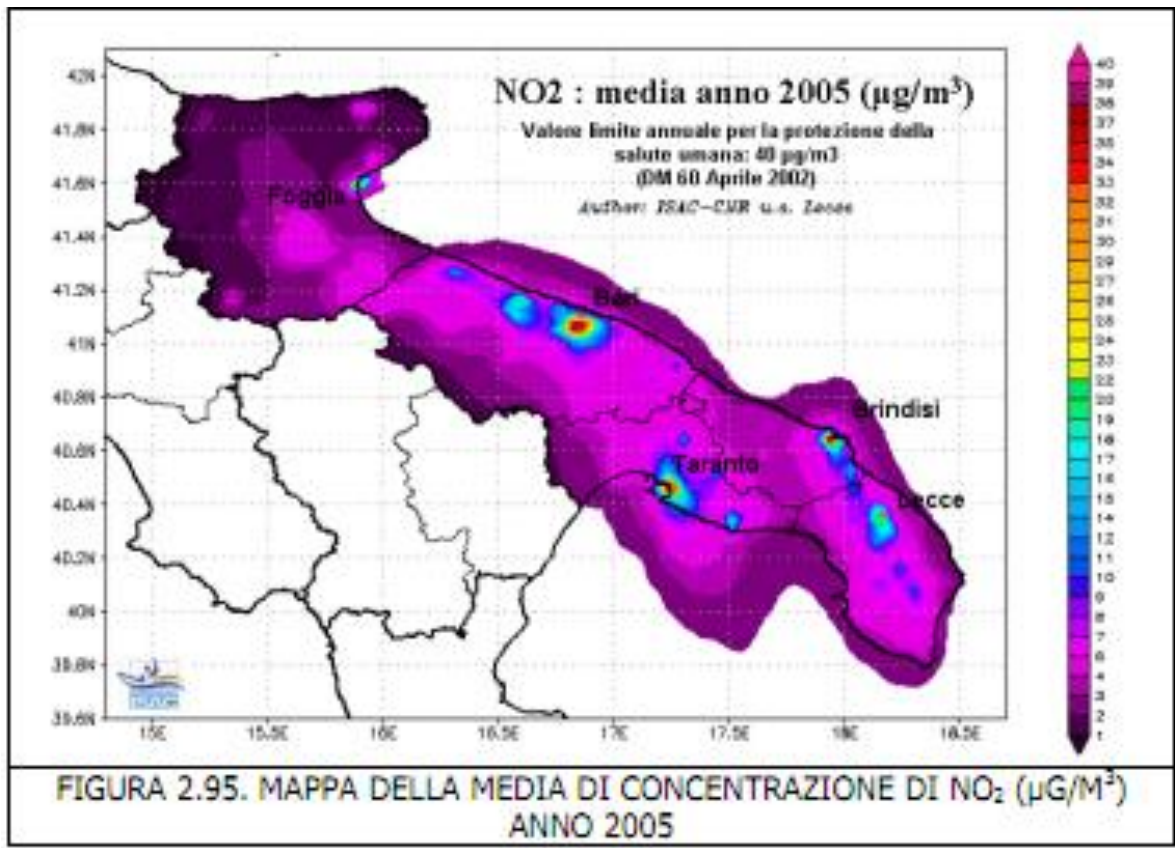 NO2 : media anno 2005 (µg/m³)
Valore limite annuale per la protezione della
salute umana: 40 µg/m3
(DM 60 Aprile 2002)
Author: ISAC-CNR u.s. Lecce
42N
41.8N
41.6N
41.4N
41.2N
41N
40.8N
40.6N
40.4N
40.2N
40N
39.8N
39.6N
15E
15.5E
16E
16.5E
17E
17.5E
18E
18.5E
Foggia
Bari
Brindisi
Taranto
Lecce
40
39
38
37
36
35
33
32
31
30
29
27
26
25
24
23
22
20
19
18
17
16
15
14
12
11
10
9
8
7
6
4
3
2
1
FIGURA 2.95. MAPPA DELLA MEDIA DI CONCENTRAZIONE DI NO₂ (µG/M³)
ANNO 2005